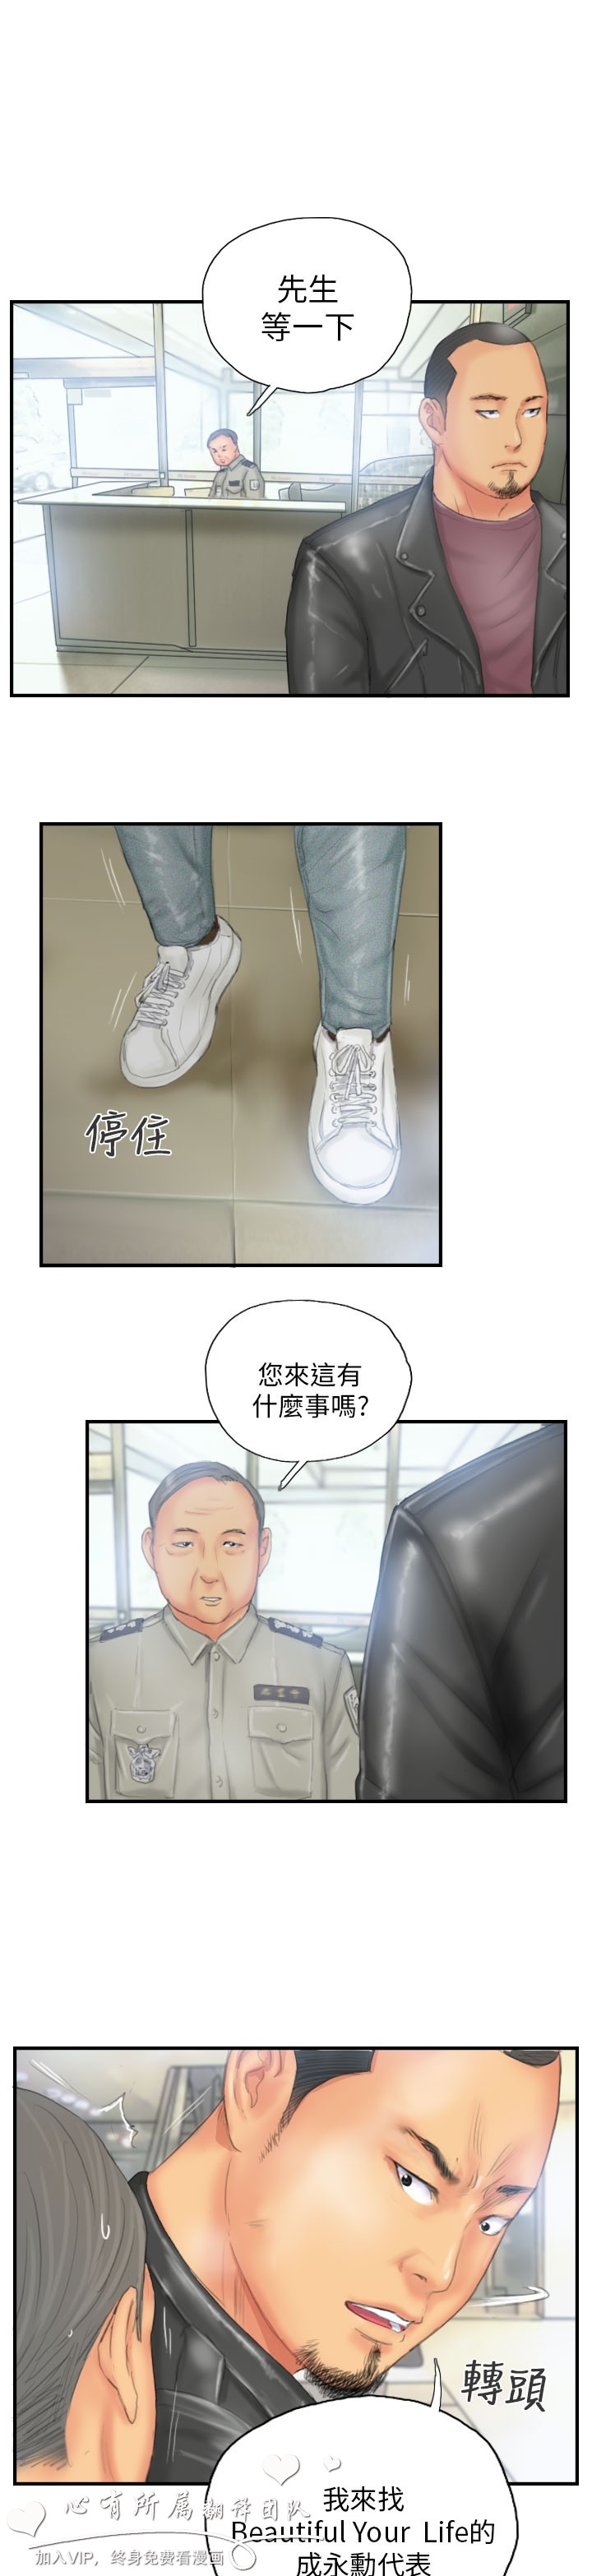 先生
等一下
停住
您來這有
什麼事嗎?
轉頭
我來找
Beautiful Your Life的
成永勳代表
心有所属翻译团队
加入VIP，终身免费看漫画